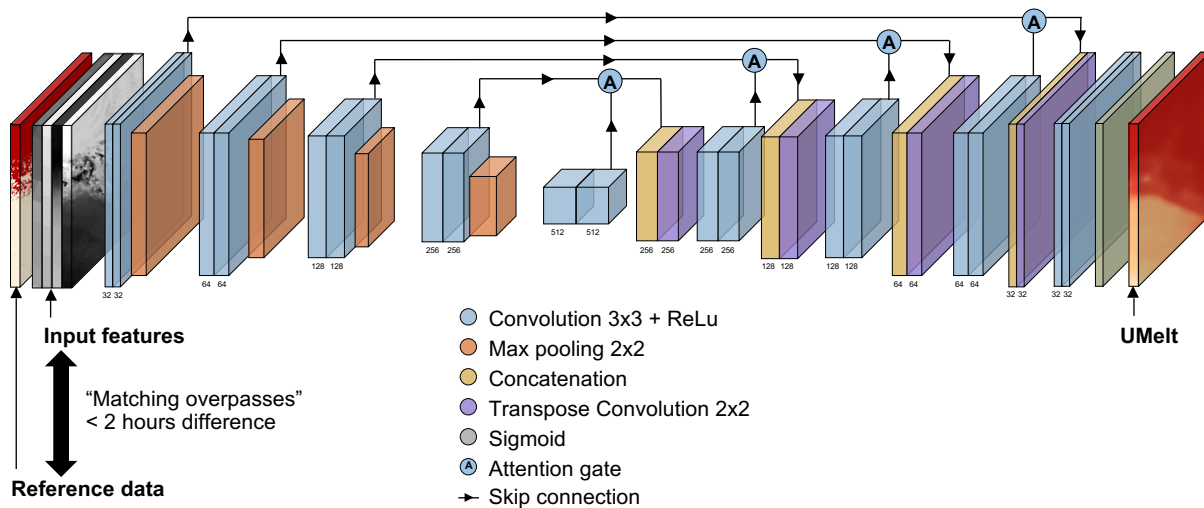 A
A
A
A
32 32
64 64
128 128
256 256
512 512
256 256
256 256
128 128
128 128
64 64
64 64
32 32
32 32
Input features
UMelt
“Matching overpasses”
< 2 hours difference
Reference data
Convolution 3x3 + ReLu
Max pooling 2x2
Concatenation
Transpose Convolution 2x2
Sigmoid
A Attention gate
Skip connection